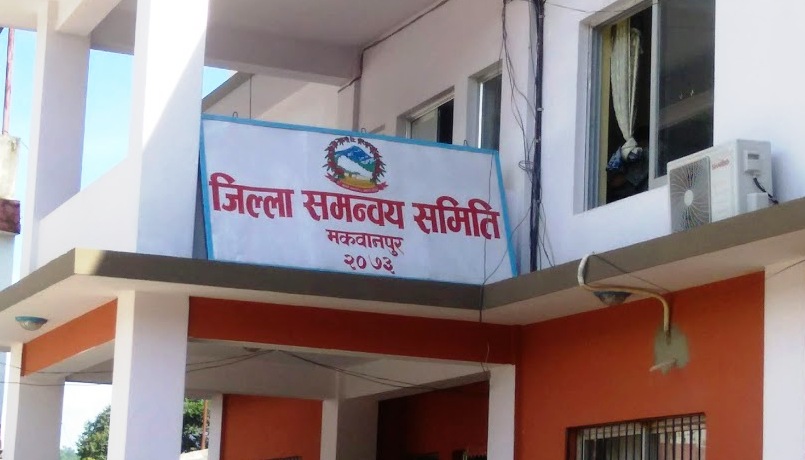 जिल्ला समन्वय समिति
मकवानपुर
२०७३